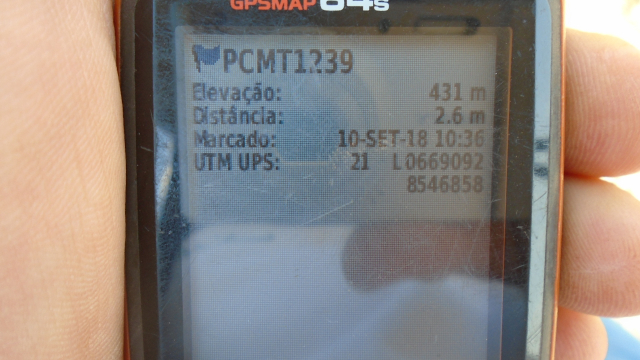 GPSMAP 64s
PCMT1239
Elevação: 431 m
Distância: 2.6 m
Marcado: 10-SET-18 10:36
UTM UPS: 21 L 0669092
8546858